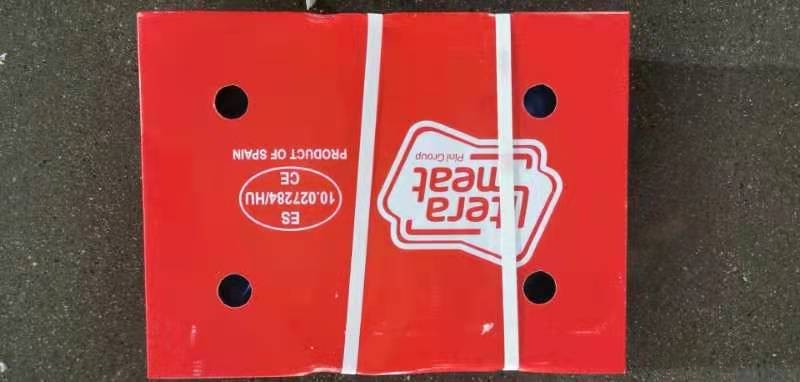 litera
meat
Pini Group
ES
10.027284/HU
CE
PRODUCT OF SPAIN